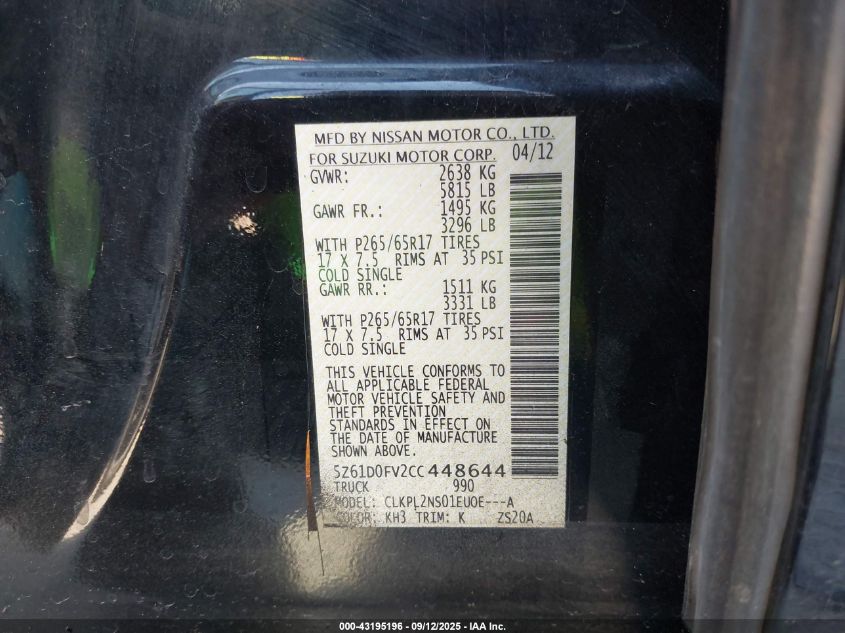 MFD BY NISSAN MOTOR CO., LTD.
FOR SUZUKI MOTOR CORP. 04/12
GVWR: 2638 KG
5815 LB
GAWR FR.: 1495 KG
3296 LB
WITH P265/65R17 TIRES
17 X 7.5 RIMS AT 35 PSI
COLD SINGLE
GAWR RR.: 1511 KG
3331 LB
WITH P265/65R17 TIRES
17 X 7.5 RIMS AT 35 PSI
COLD SINGLE
THIS VEHICLE CONFORMS TO
ALL APPLICABLE FEDERAL
MOTOR VEHICLE SAFETY AND
THEFT PREVENTION
STANDARDS IN EFFECT ON
THE DATE OF MANUFACTURE
SHOWN ABOVE.
5Z61D0FV2CC448644
TRUCK 990
MODEL: CLKPL2NS01EUOE---A
COLOR: KH3 TRIM: K ZS20A
000-43195196 - 09/12/2025 - IAA Inc.